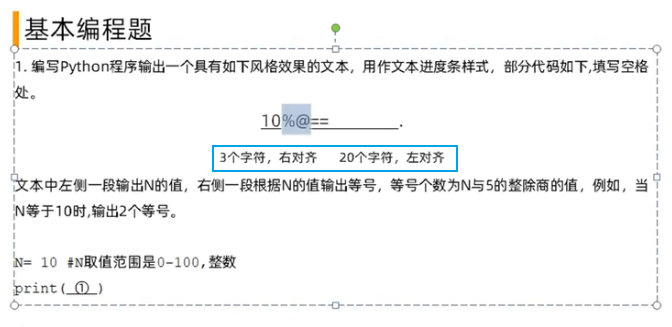 基本编程题
1. 编写Python程序输出一个具有如下风格效果的文本，用作文本进度条样式，部分代码如下,填写空格
处。
10%@==__________.
3个字符，右对齐 20个字符，左对齐
文本中左侧一段输出N的值，右侧一段根据N的值输出等号，等号个数为N与5的整除商的值，例如，当
N等于10时,输出2个等号。
N= 10 #N取值范围是0-100,整数
print(_①_)